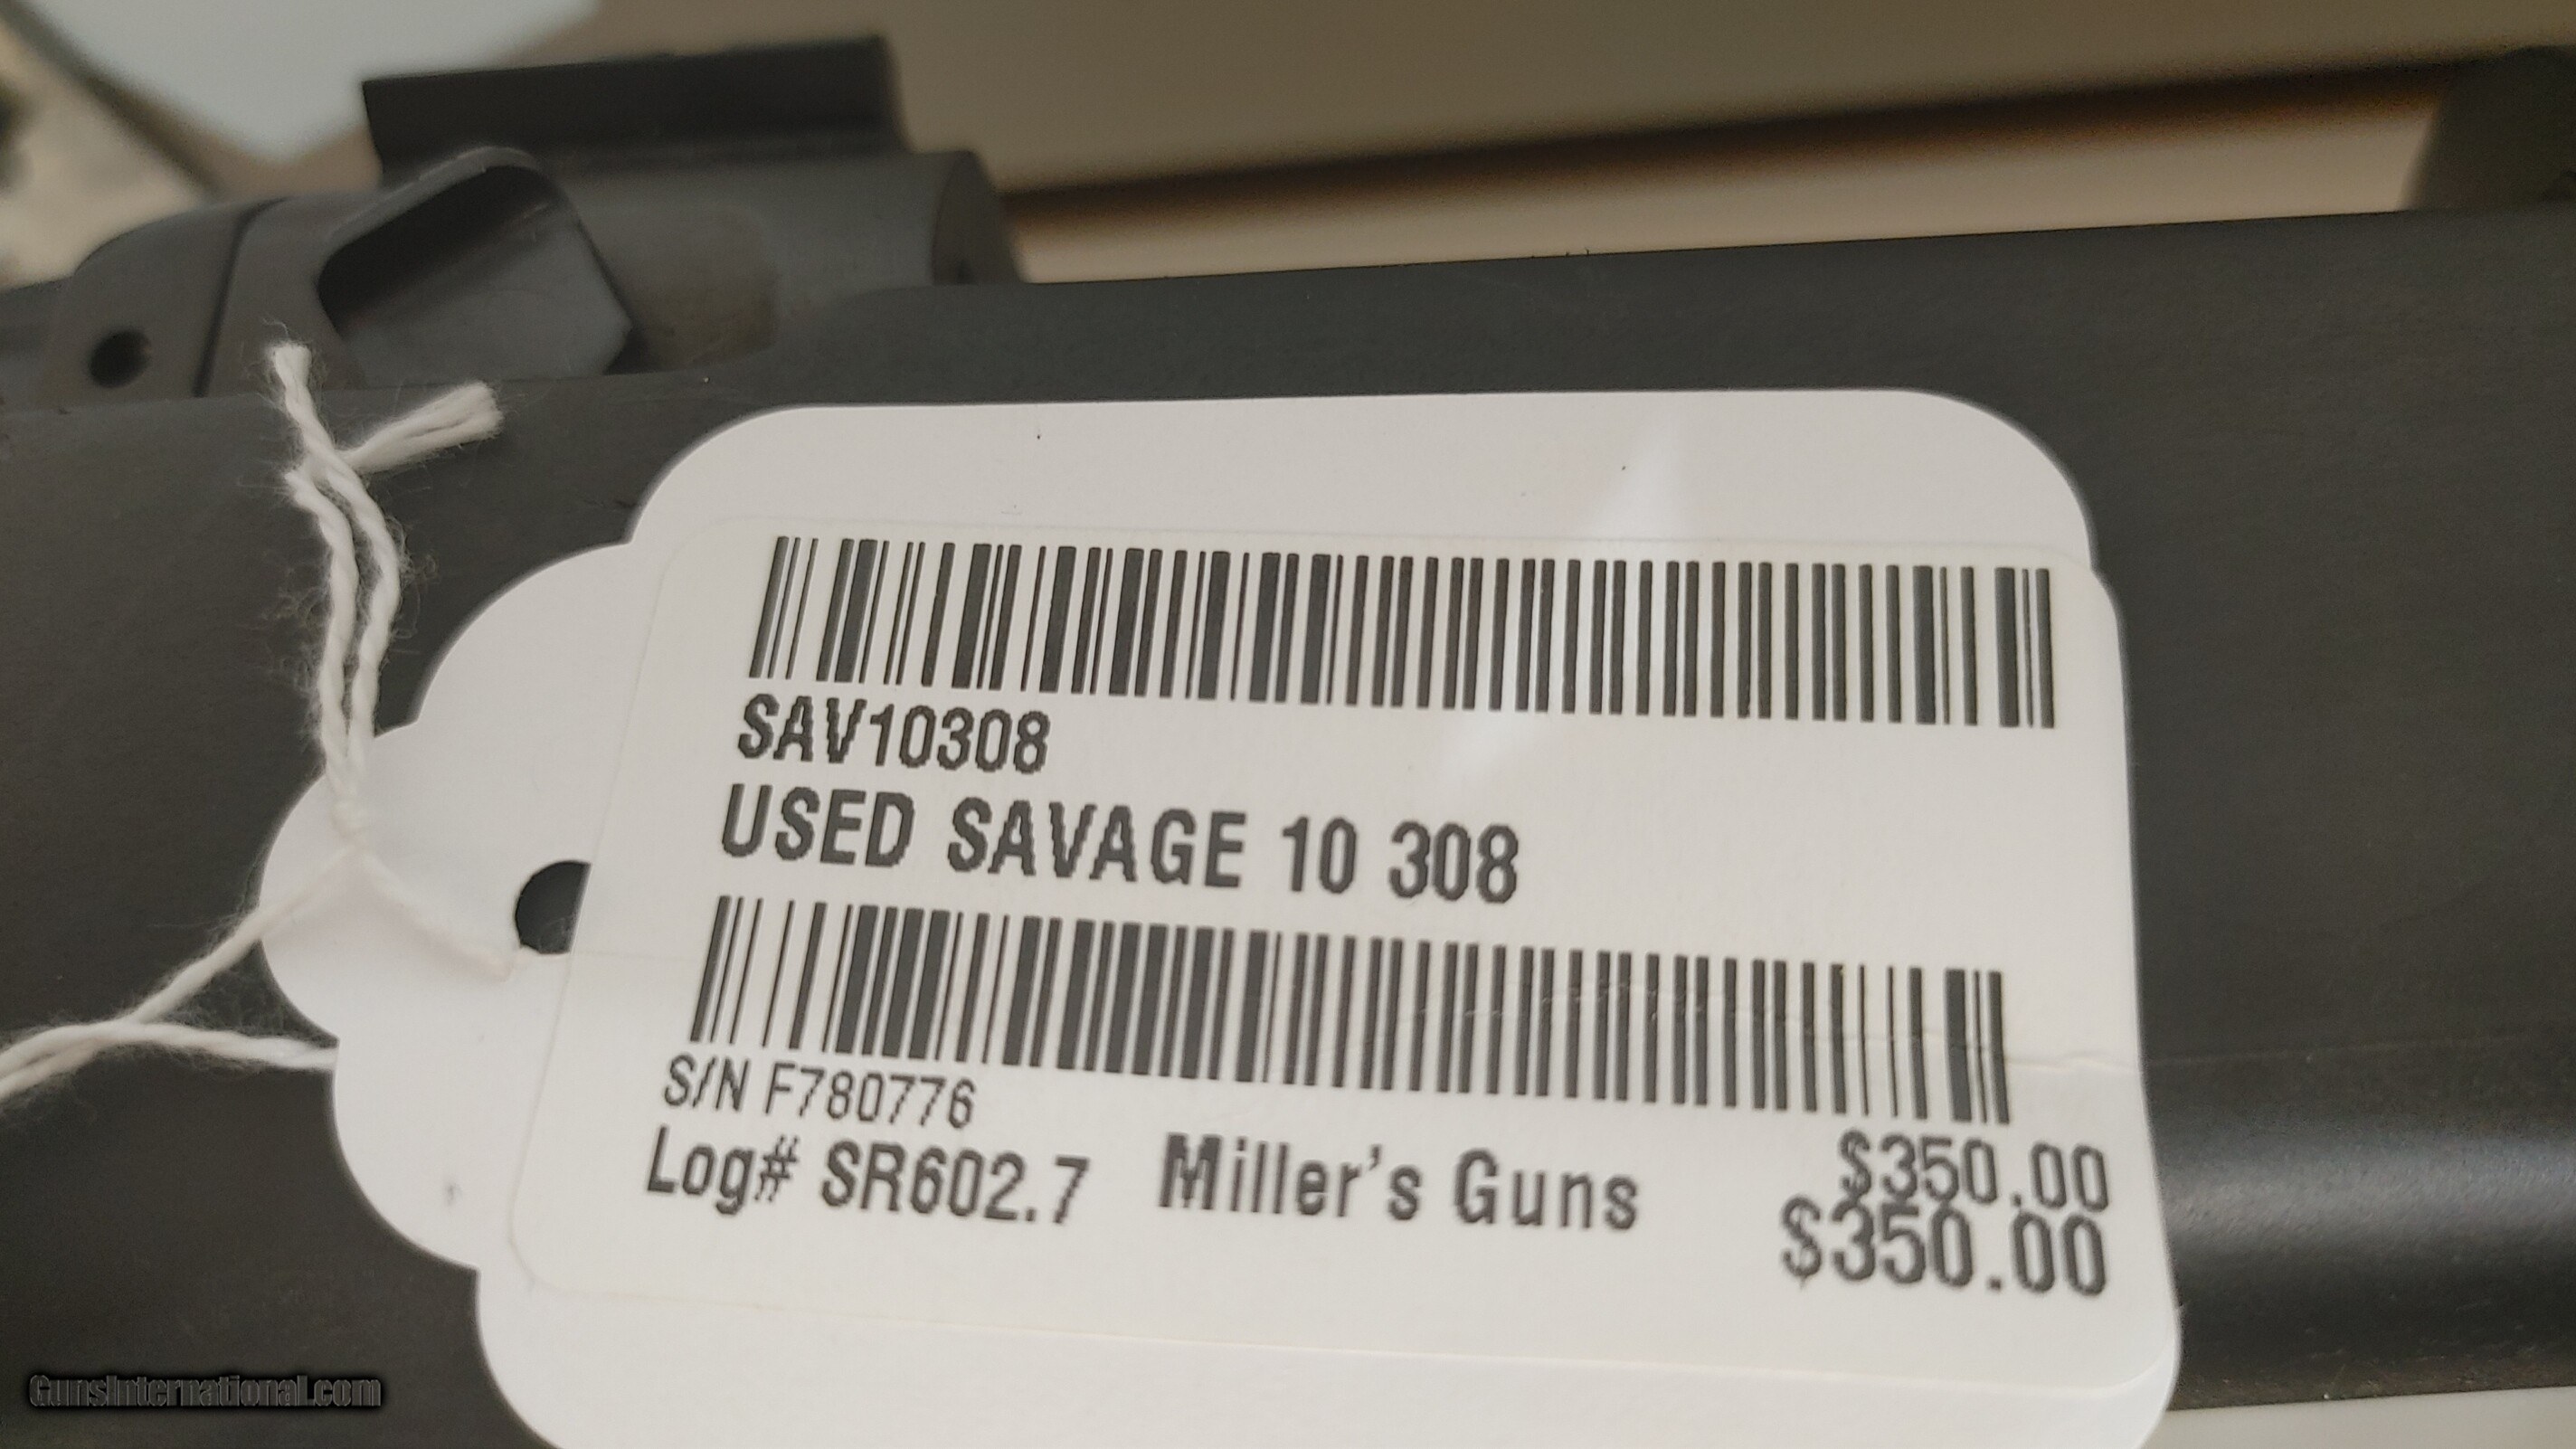 SAV10308
USED SAVAGE 10 308
S/N F780776
$350.00
Log# SR602.7 Miller's Guns $350.00
GunsInternational.com